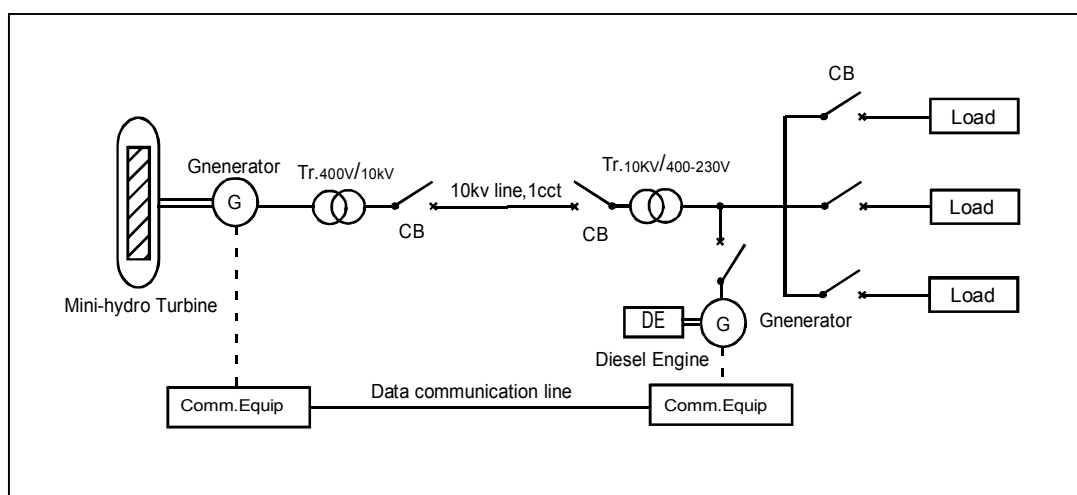 CB
Load
Gnenerator
Tr.400V/10kV
Tr.10KV/400-230V
10kv line,1cct
G
CB
CB
Load
Mini-hydro Turbine
DE
G
Gnenerator
Load
Diesel Engine
Data communication line
Comm.Equip
Comm.Equip